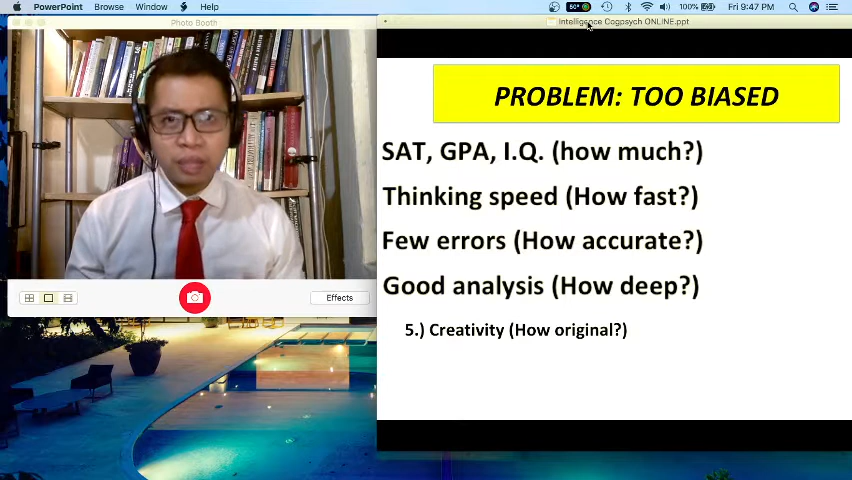 PowerPoint Browse Window Help
80°
100%
Fri 9:47 PM
Photo Booth
Intelligence Cogpsych ONLINE.ppt
PROBLEM: TOO BIASED
SAT, GPA, I.Q. (how much?)
Thinking speed (How fast?)
Few errors (How accurate?)
Good analysis (How deep?)
5.) Creativity (How original?)
Effects